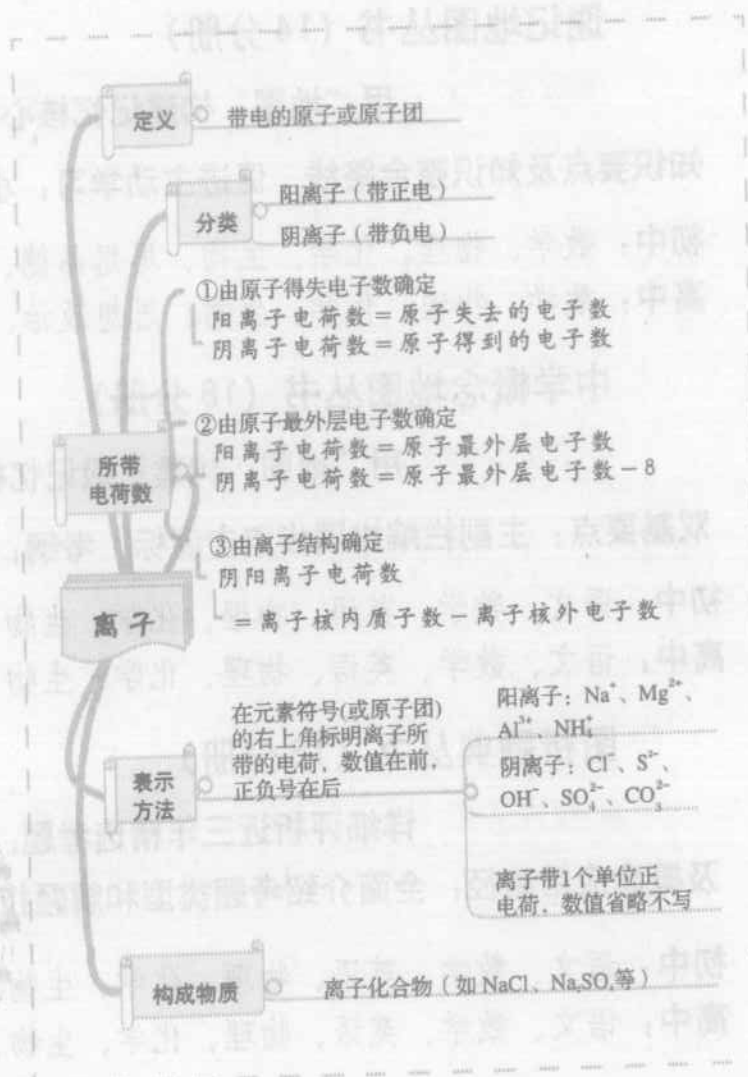 定义
带电的原子或原子团
分类
阳离子（带正电）
阴离子（带负电）
所带
电荷数
①由原子得失电子数确定
阳离子电荷数＝原子失去的电子数
阴离子电荷数＝原子得到的电子数
②由原子最外层电子数确定
阳离子电荷数＝原子最外层电子数
阴离子电荷数＝原子最外层电子数－8
③由离子结构确定
阴阳离子电荷数
＝离子核内质子数－离子核外电子数
离子
表示
方法
在元素符号(或原子团)
的右上角标明离子所
带的电荷，数值在前，
正负号在后
阳离子：Na⁺、Mg²⁺、
Al³⁺、NH₄⁺
阴离子：Cl⁻、S²⁻、
OH⁻、SO₄²⁻、CO₃²⁻
离子带1个单位正
电荷，数值省略不写
构成物质
离子化合物（如 NaCl、Na₂SO₄等）